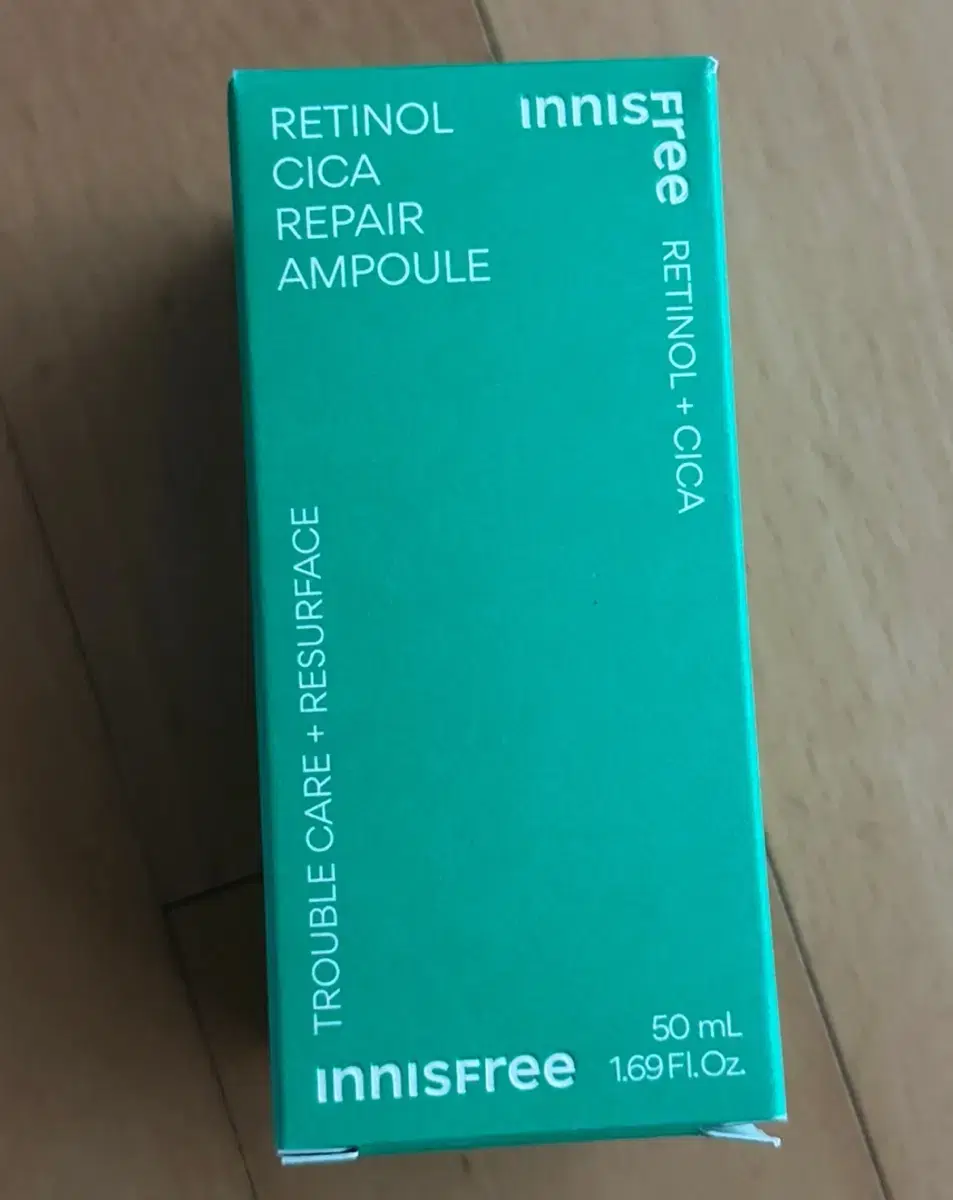 RETINOL
CICA
REPAIR
AMPOULE
INNISFree
RETINOL + CICA
TROUBLE CARE + RESURFACE
INNISFree
50 mL
1.69 Fl. Oz.